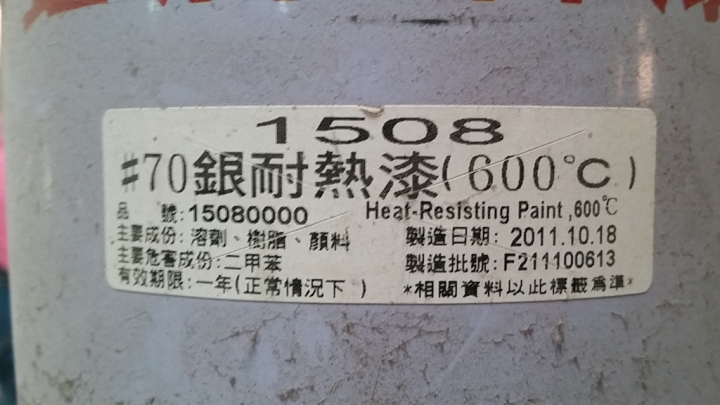 1508
#70銀耐熱漆(600℃)
品 號:15080000 Heat-Resisting Paint,600℃
主要成份:溶劑、樹脂、顏料 製造日期: 2011.10.18
主要危害成份:二甲苯 製造批號:F211100613
有效期限:一年(正常情況下 ) *相關資料以此標籤為準*